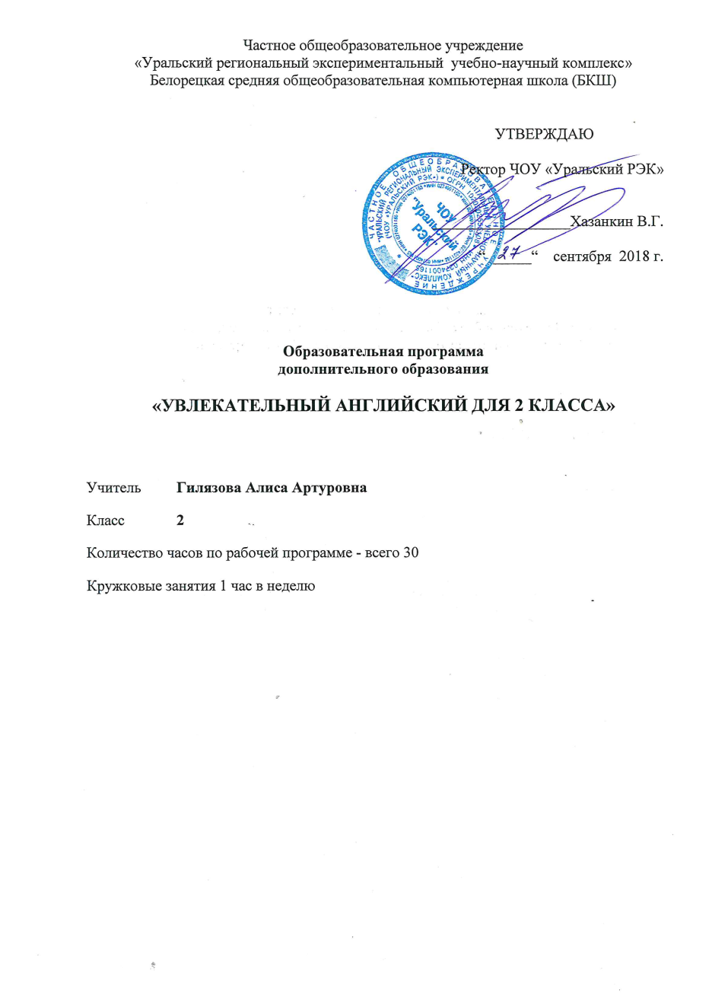 Частное общеобразовательное учреждение
«Уральский региональный экспериментальный учебно-научный комплекс»
Белорецкая средняя общеобразовательная компьютерная школа (БКШ)
УТВЕРЖДАЮ
Ректор ЧОУ «Уральский РЭК»
ЧАСТНОЕ ОБЩЕОБРАЗОВАТЕЛЬНОЕ УЧРЕЖДЕНИЕ
"УРАЛЬСКИЙ РЕГИОНАЛЬНЫЙ ЭКСПЕРИМЕНТАЛЬНЫЙ УЧЕБНО-НАУЧНЫЙ КОМПЛЕКС"
(ЧОУ «УРАЛЬСКИЙ РЭК») * ОГРН
ЧОУ
"Уральский
РЭК"
Хазанкин В.Г.
“ 27 “ сентября 2018 г.
Образовательная программа
дополнительного образования
«УВЛЕКАТЕЛЬНЫЙ АНГЛИЙСКИЙ ДЛЯ 2 КЛАССА»
Учитель Гилязова Алиса Артуровна
Класс 2
Количество часов по рабочей программе - всего 30
Кружковые занятия 1 час в неделю